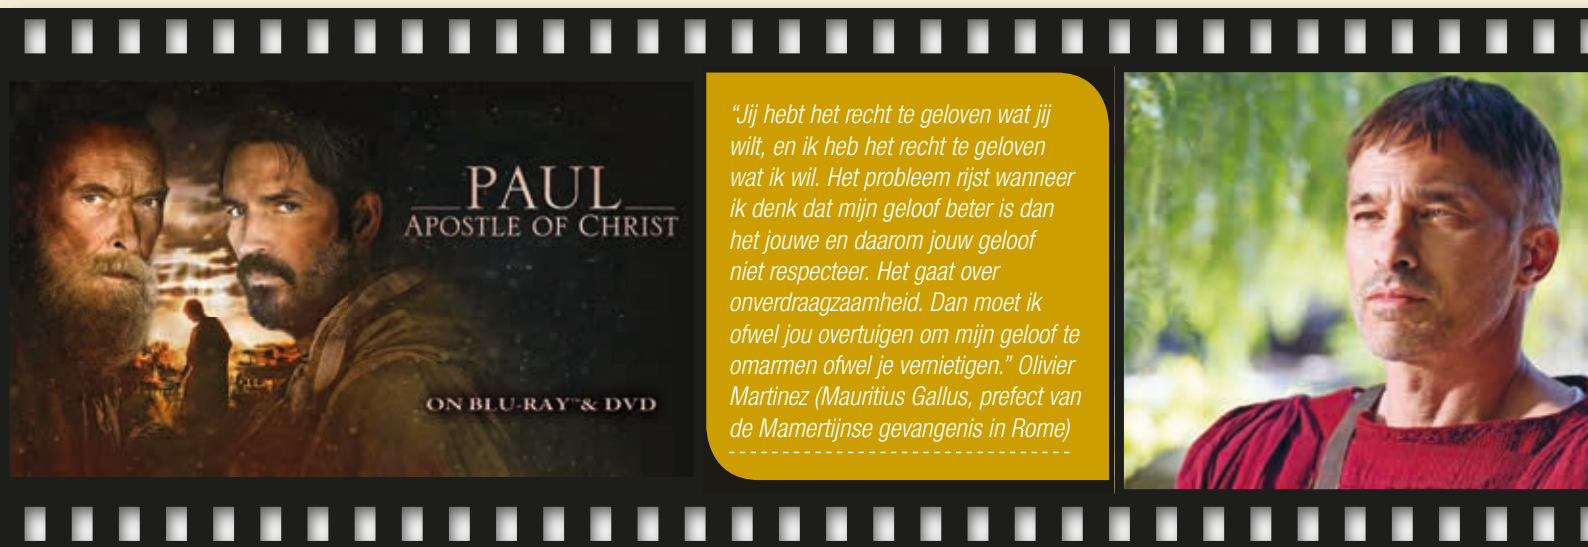 PAUL
APOSTLE OF CHRIST
ON BLU-RAY™ & DVD
“Jij hebt het recht te geloven wat jij
wilt, en ik heb het recht te geloven
wat ik wil. Het probleem rijst wanneer
ik denk dat mijn geloof beter is dan
het jouwe en daarom jouw geloof
niet respecteer. Het gaat over
onverdraagzaamheid. Dan moet ik
ofwel jou overtuigen om mijn geloof te
omarmen ofwel je vernietigen.” Olivier
Martinez (Mauritius Gallus, prefect van
de Mamertijnse gevangenis in Rome)